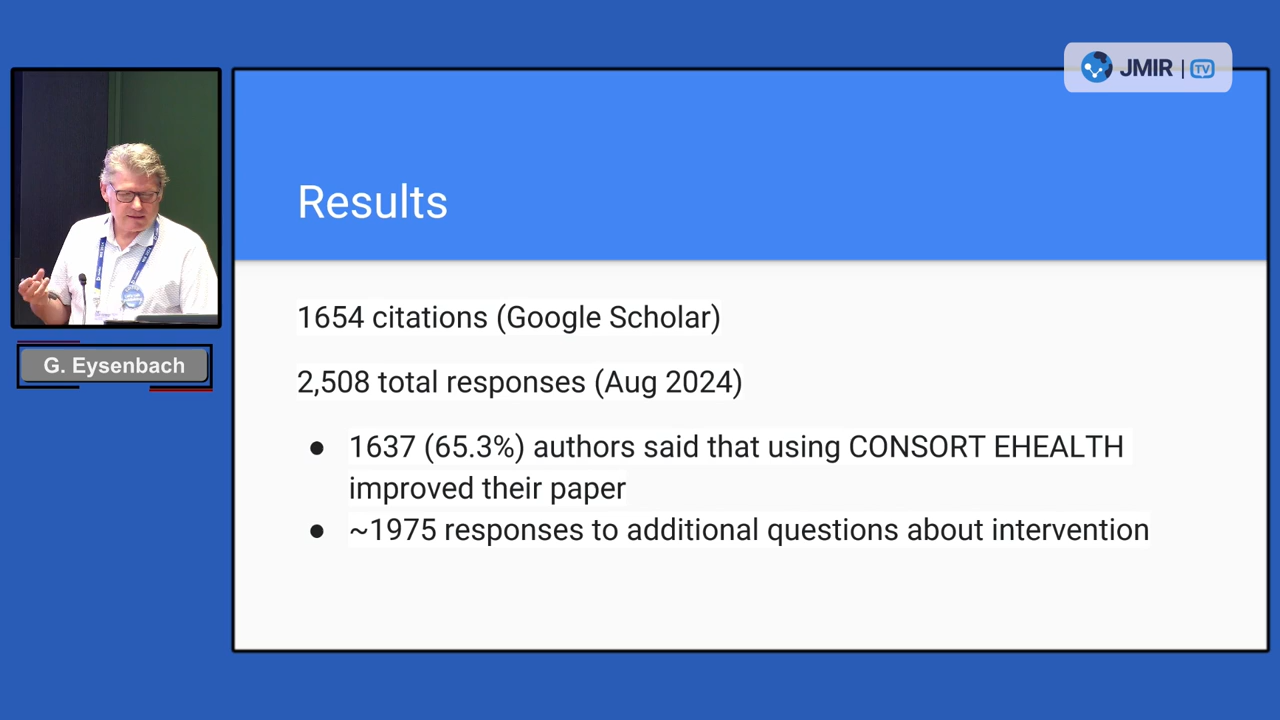 JMIR | TV
Results
1654 citations (Google Scholar)
2,508 total responses (Aug 2024)
● 1637 (65.3%) authors said that using CONSORT EHEALTH
improved their paper
● ~1975 responses to additional questions about intervention
G. Eysenbach